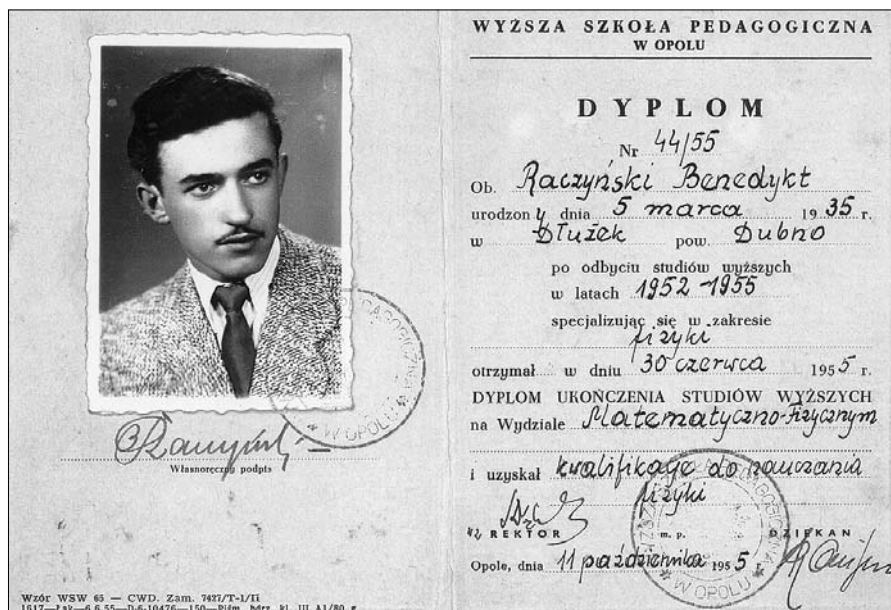 WYŻSZA SZKOŁA PEDAGOGICZNA
W OPOLU
DYPLOM
Nr 44/55
Ob. Raczyński Benedykt
urodzony dnia 5 marca 1935 r.
w Dłużek pow. Dubno
po odbyciu studiów wyższych
w latach 1952-1955
specjalizując się w zakresie
fizyki
otrzymał w dniu 30 czerwca 1955 r.
DYPLOM UKOŃCZENIA STUDIÓW WYŻSZYCH
na Wydziale Matematyczno-Fizycznym
i uzyskał kwalifikacje do nauczania
fizyki
REKTOR m. p. DZIEKAN
Opole, dnia 11 października 1955 r.
W OPOLU
BRaczyński
Własnoręczny podpis
W OPOLU
Wzór WSW 65 — CWD. Zam. 7427/T-1/Ii